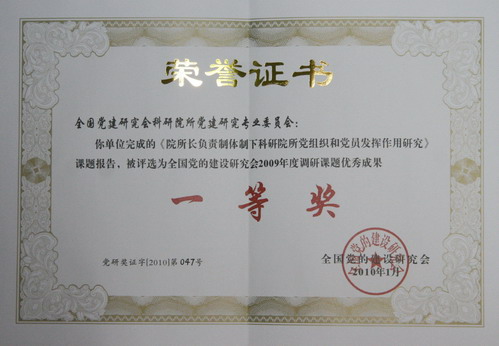 荣誉证书
全国党建研究会科研院所党建研究专业委员会：
你单位完成的《院所长负责制体制下科研院所党组织和党员发挥作用研究》
课题报告，被评选为全国党的建设研究会2009年度调研课题优秀成果
一等奖
党研奖证字[2010]第047号
全国党的建设研究会
2010年1月